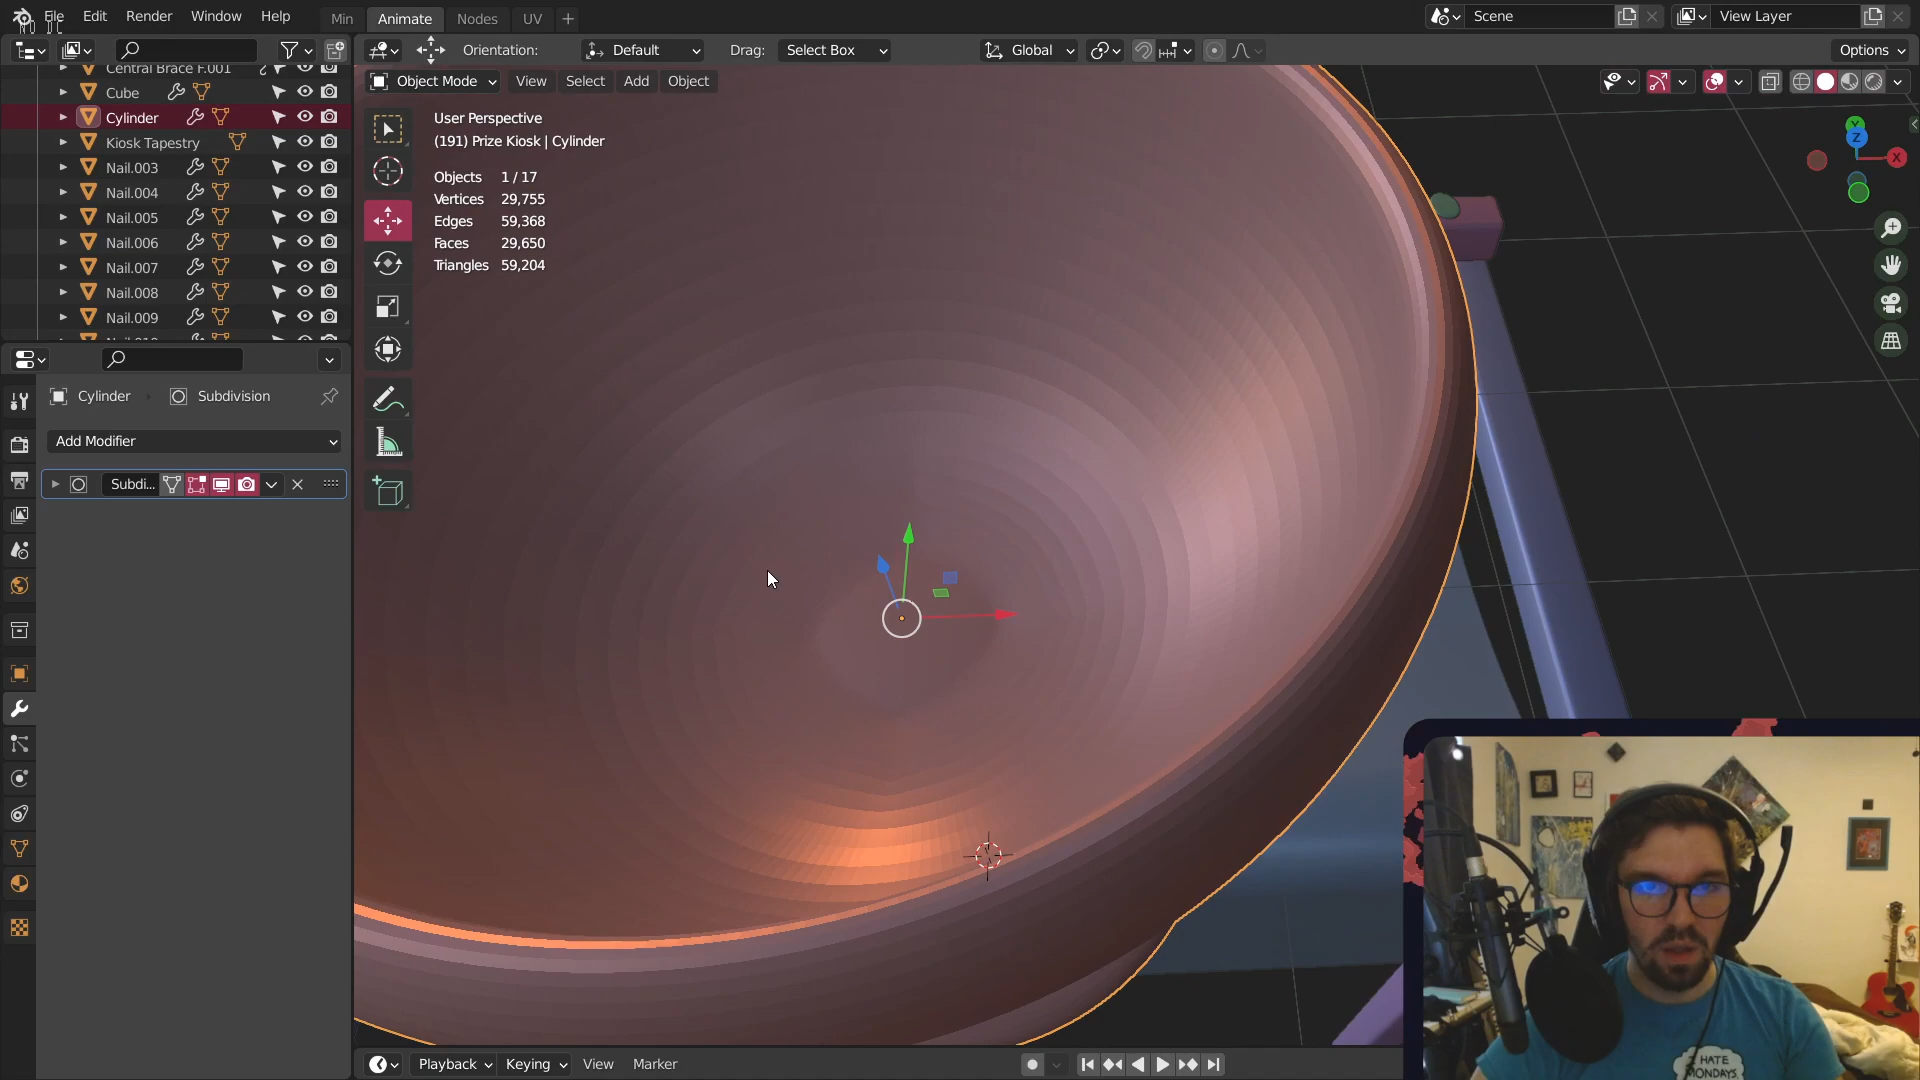 File Edit Render Window Help Min Animate Nodes UV Scene View Layer
Orientation: Default Drag: Select Box Global Options
Central Brace F.001
Object Mode View Select Add Object
Cube
Cylinder
Kiosk Tapestry
Nail.003
Nail.004
Nail.005
Nail.006
Nail.007
Nail.008
Nail.009
User Perspective
(191) Prize Kiosk | Cylinder
Objects 1 / 17
Vertices 29,755
Edges 59,368
Faces 29,650
Triangles 59,204
Y
Z
X
Cylinder Subdivision
Add Modifier
Subdi...
Playback Keying View Marker
I HATE
MONDAYS